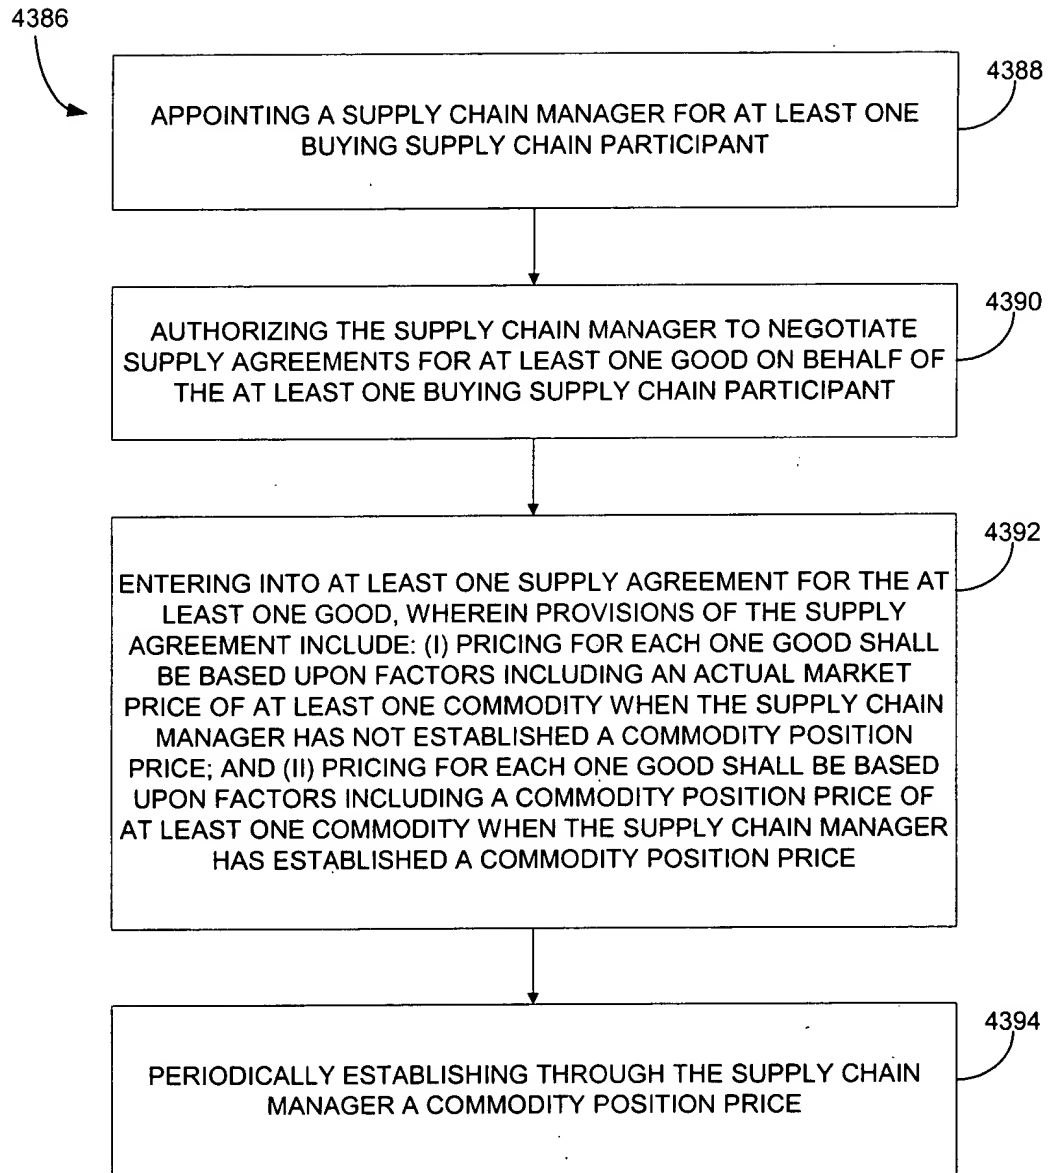 4386
4388
APPOINTING A SUPPLY CHAIN MANAGER FOR AT LEAST ONE
BUYING SUPPLY CHAIN PARTICIPANT
4390
AUTHORIZING THE SUPPLY CHAIN MANAGER TO NEGOTIATE
SUPPLY AGREEMENTS FOR AT LEAST ONE GOOD ON BEHALF OF
THE AT LEAST ONE BUYING SUPPLY CHAIN PARTICIPANT
4392
ENTERING INTO AT LEAST ONE SUPPLY AGREEMENT FOR THE AT
LEAST ONE GOOD, WHEREIN PROVISIONS OF THE SUPPLY
AGREEMENT INCLUDE: (I) PRICING FOR EACH ONE GOOD SHALL
BE BASED UPON FACTORS INCLUDING AN ACTUAL MARKET
PRICE OF AT LEAST ONE COMMODITY WHEN THE SUPPLY CHAIN
MANAGER HAS NOT ESTABLISHED A COMMODITY POSITION
PRICE; AND (II) PRICING FOR EACH ONE GOOD SHALL BE BASED
UPON FACTORS INCLUDING A COMMODITY POSITION PRICE OF
AT LEAST ONE COMMODITY WHEN THE SUPPLY CHAIN MANAGER
HAS ESTABLISHED A COMMODITY POSITION PRICE
4394
PERIODICALLY ESTABLISHING THROUGH THE SUPPLY CHAIN
MANAGER A COMMODITY POSITION PRICE